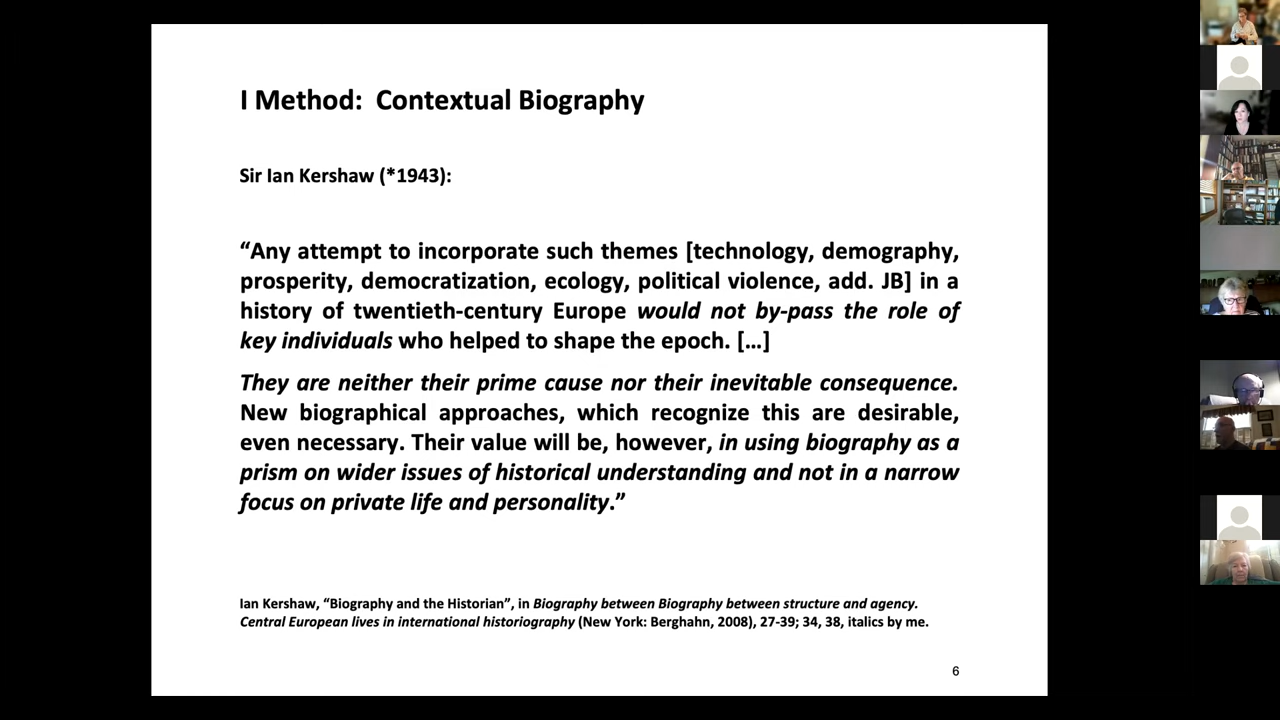 I Method: Contextual Biography
Sir Ian Kershaw (*1943):
“Any attempt to incorporate such themes [technology, demography,
prosperity, democratization, ecology, political violence, add. JB] in a
history of twentieth-century Europe would not by-pass the role of
key individuals who helped to shape the epoch. […]
They are neither their prime cause nor their inevitable consequence.
New biographical approaches, which recognize this are desirable,
even necessary. Their value will be, however, in using biography as a
prism on wider issues of historical understanding and not in a narrow
focus on private life and personality.”
Ian Kershaw, “Biography and the Historian”, in Biography between Biography between structure and agency.
Central European lives in international historiography (New York: Berghahn, 2008), 27-39; 34, 38, italics by me.
6